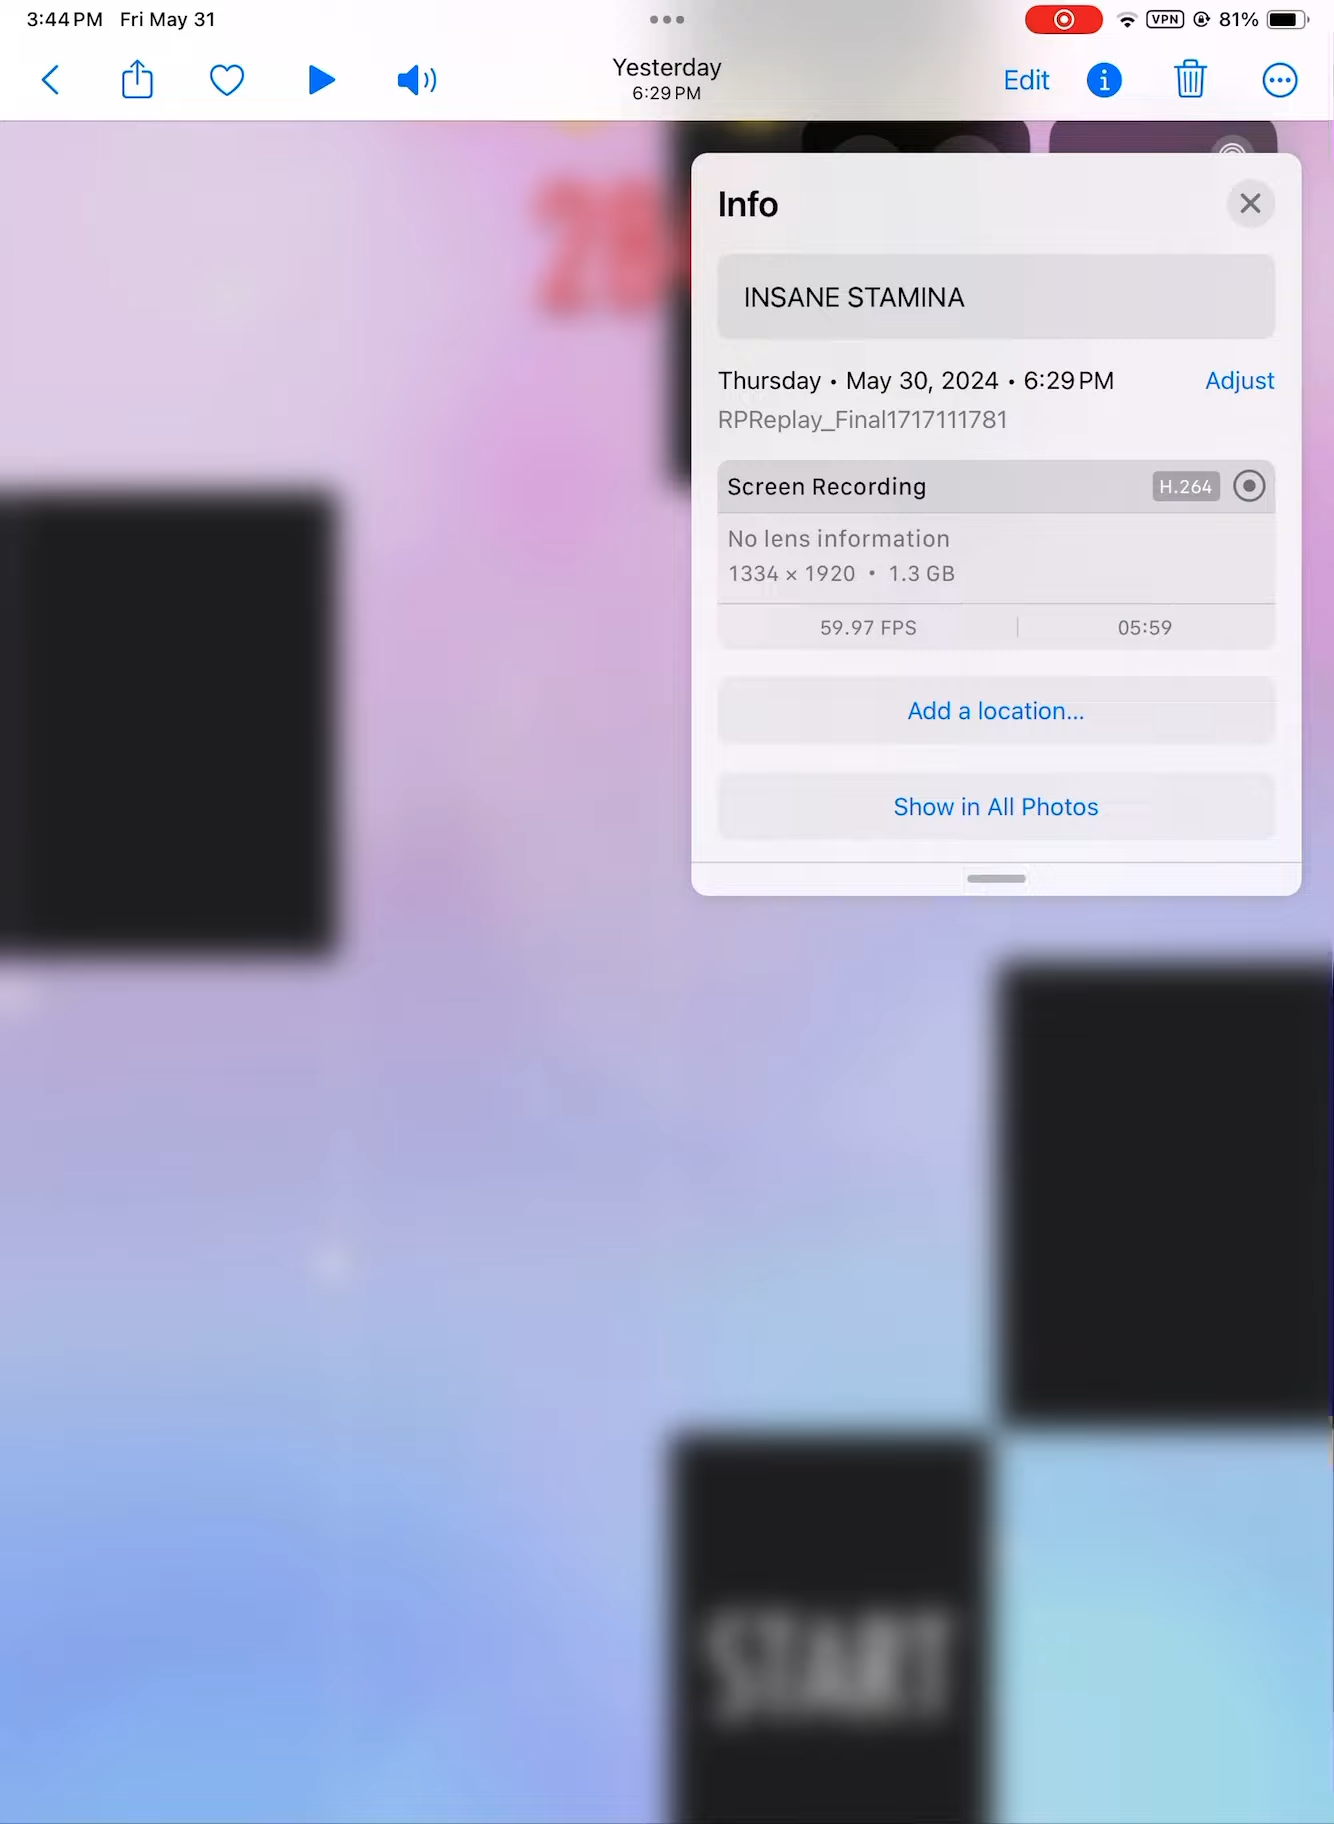 3:44 PM Fri May 31
VPN 81%
Yesterday
6:29 PM
Edit
Info
INSANE STAMINA
Thursday • May 30, 2024 • 6:29 PM Adjust
RPReplay_Final1717111781
Screen Recording H.264
No lens information
1334 × 1920 • 1.3 GB
59.97 FPS 05:59
Add a location...
Show in All Photos
START